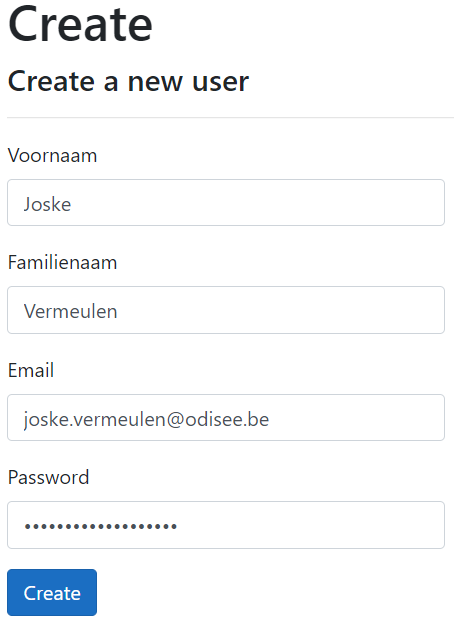 Create
Create a new user
Voornaam
Joske
Familienaam
Vermeulen
Email
joske.vermeulen@odisee.be
Password
•••••••••••••••••••
Create